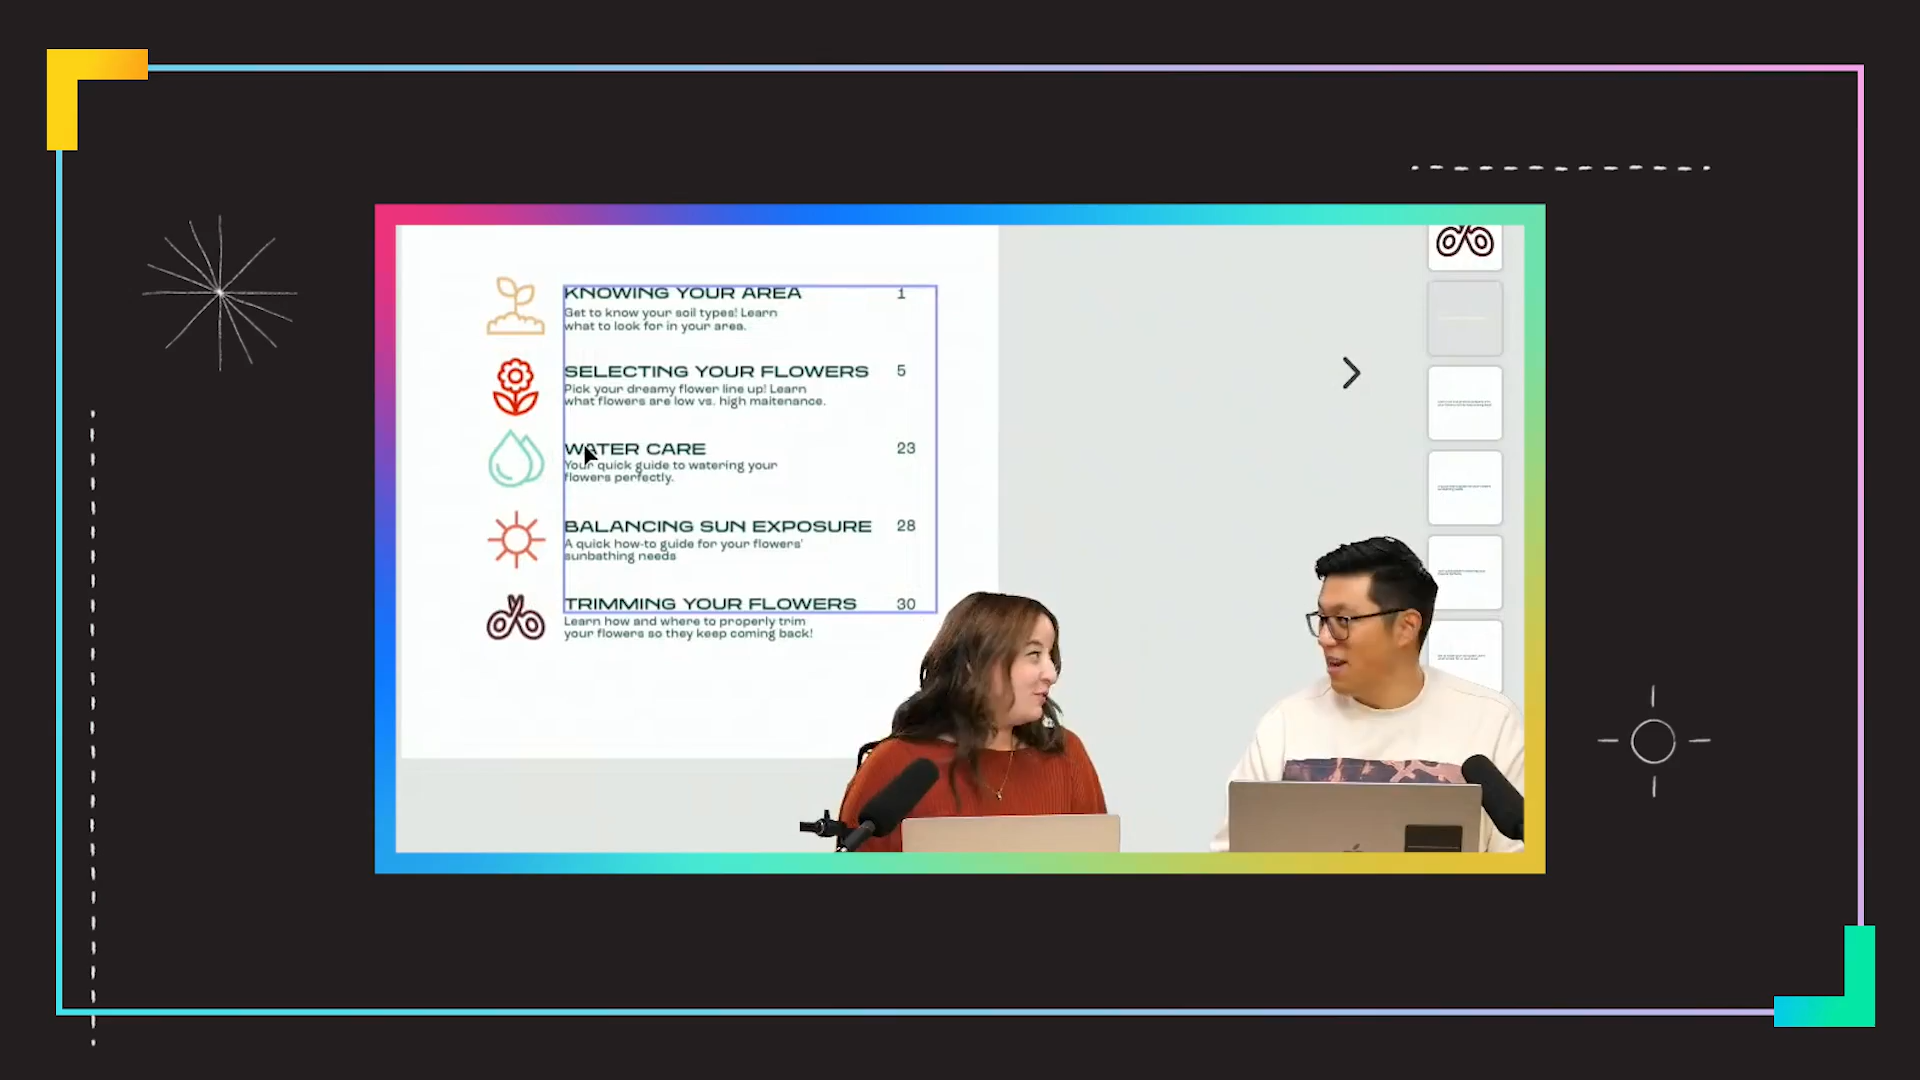 KNOWING YOUR AREA 1
Get to know your soil types! Learn
what to look for in your area.
SELECTING YOUR FLOWERS 5
Pick your dreamy flower line up! Learn
what flowers are low vs. high maitenance.
WATER CARE 23
Your quick guide to watering your
flowers perfectly.
BALANCING SUN EXPOSURE 28
A quick how-to guide for your flowers'
sunbathing needs
TRIMMING YOUR FLOWERS 30
Learn how and where to properly trim
your flowers so they keep coming back!